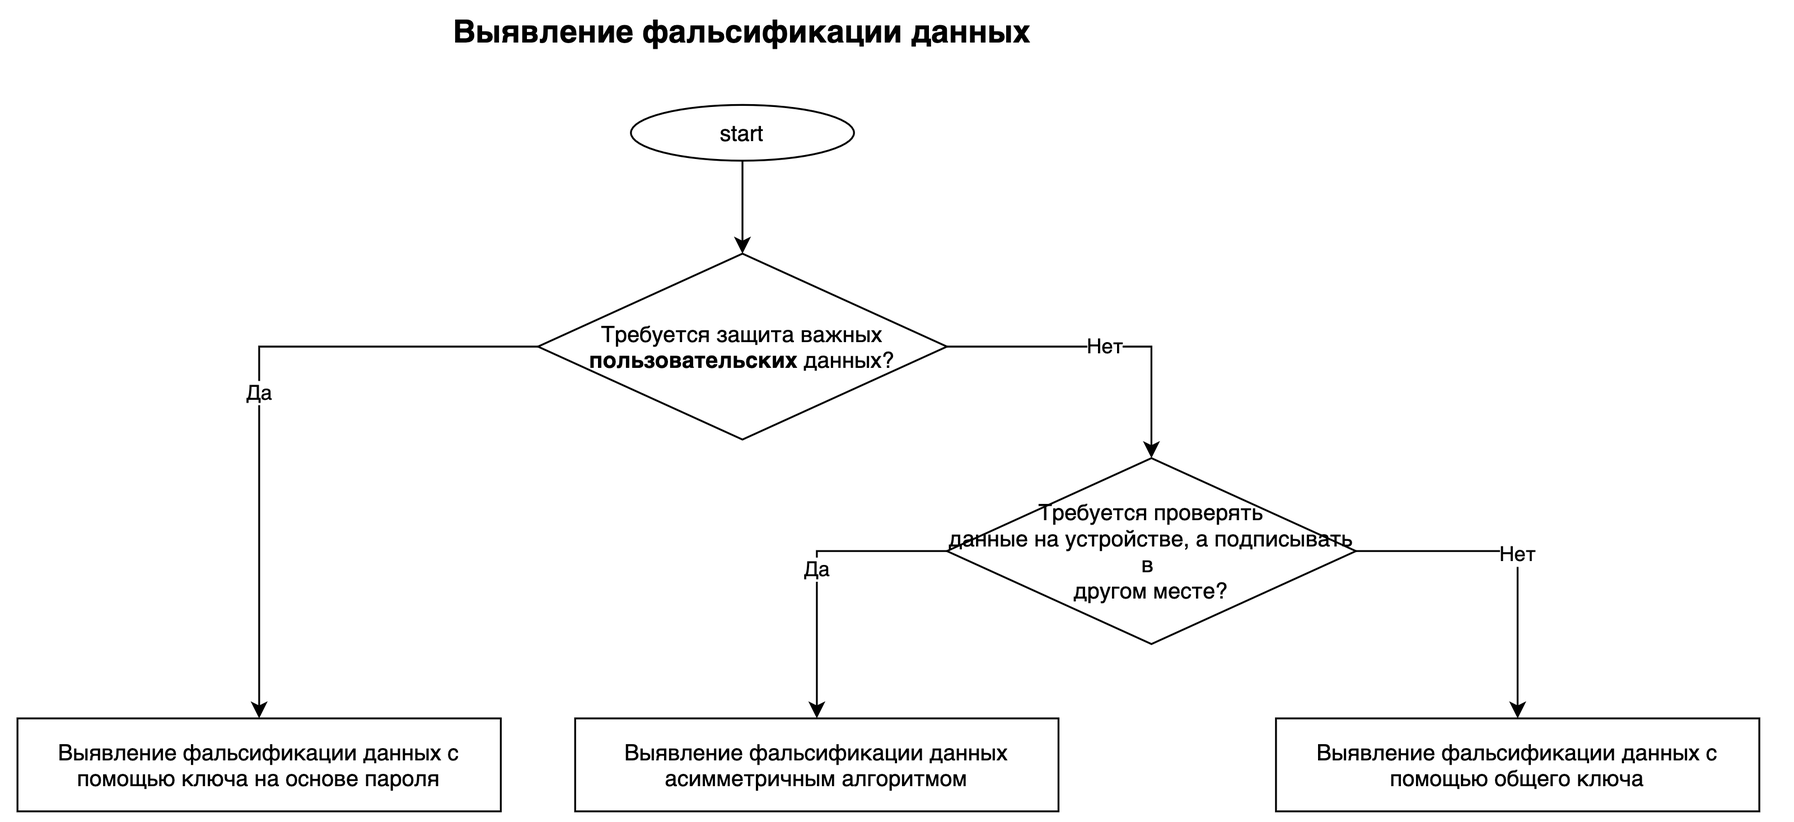 Выявление фальсификации данных
start
Требуется защита важных
пользовательских данных?
Нет
Да
Требуется проверять
данные на устройстве, а подписывать
в
другом месте?
Да
Нет
Выявление фальсификации данных с
помощью ключа на основе пароля
Выявление фальсификации данных
асимметричным алгоритмом
Выявление фальсификации данных с
помощью общего ключа